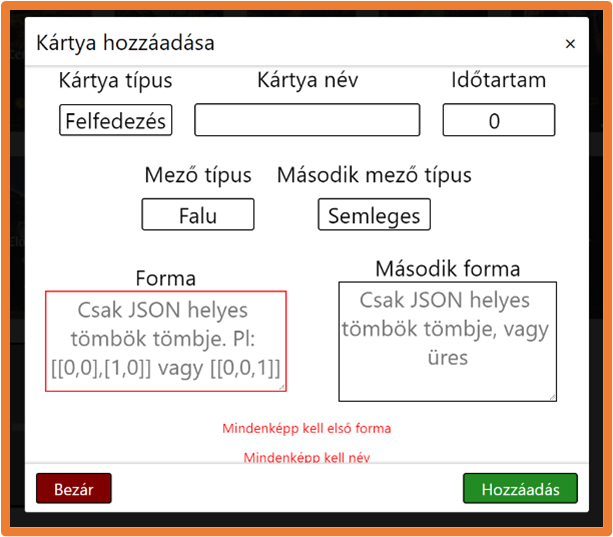 Kártya hozzáadása
×
Kártya típus Kártya név Időtartam
Felfedezés 0
Mező típus Második mező típus
Falu Semleges
Forma Második forma
Csak JSON helyes
tömbök tömbje. Pl:
[[0,0],[1,0]] vagy [[0,0,1]]
Csak JSON helyes
tömbök tömbje, vagy
üres
Mindenképp kell első forma
Mindenképp kell név
Bezár Hozzáadás